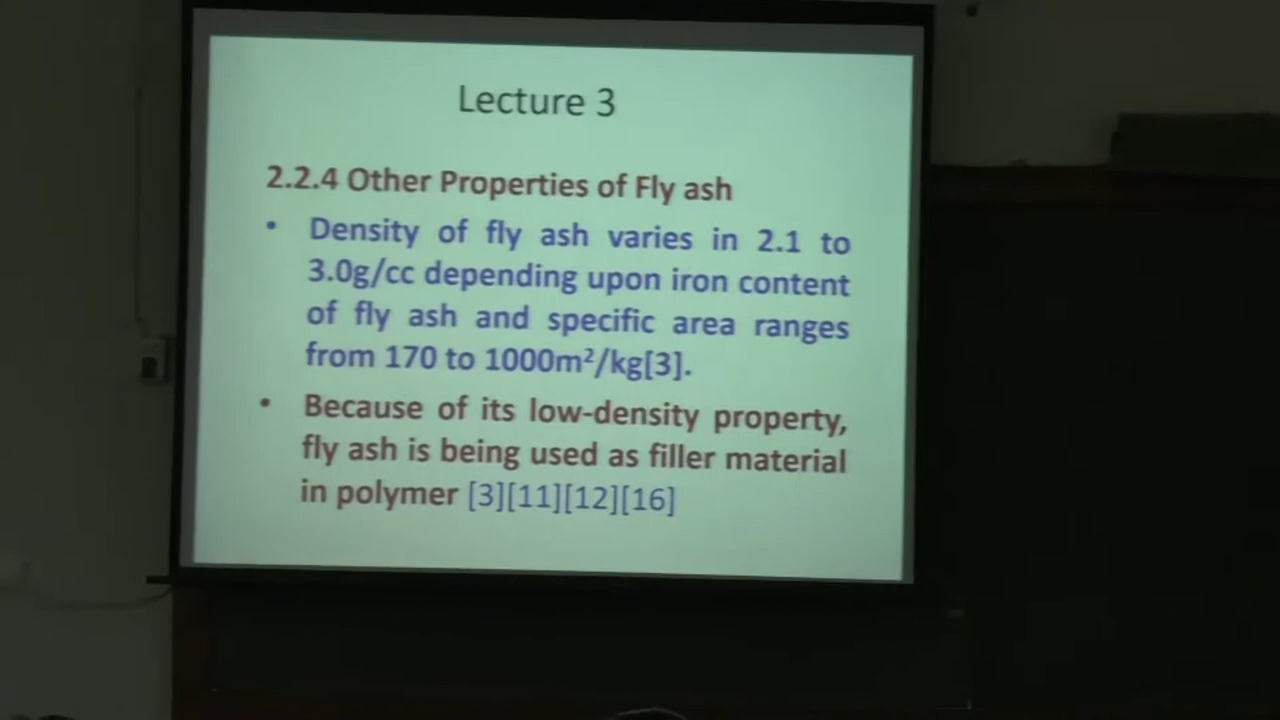 Lecture 3
2.2.4 Other Properties of Fly ash
• Density of fly ash varies in 2.1 to
3.0g/cc depending upon iron content
of fly ash and specific area ranges
from 170 to 1000m²/kg[3].
• Because of its low-density property,
fly ash is being used as filler material
in polymer [3][11][12][16]